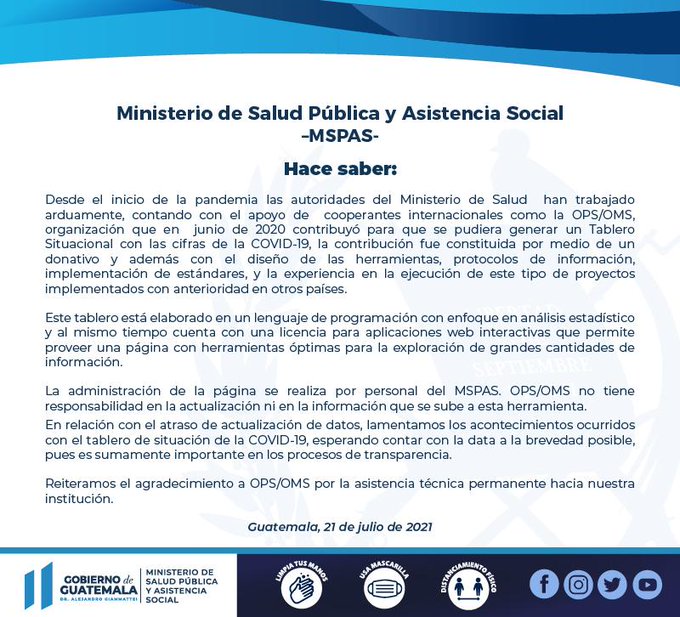 Ministerio de Salud Pública y Asistencia Social
–MSPAS-
Hace saber:
Desde el inicio de la pandemia las autoridades del Ministerio de Salud han trabajado
arduamente, contando con el apoyo de cooperantes internacionales como la OPS/OMS,
organización que en junio de 2020 contribuyó para que se pudiera generar un Tablero
Situacional con las cifras de la COVID-19, la contribución fue constituida por medio de un
donativo y además con el diseño de las herramientas, protocolos de información,
implementación de estándares, y la experiencia en la ejecución de este tipo de proyectos
implementados con anterioridad en otros países.
Este tablero está elaborado en un lenguaje de programación con enfoque en análisis estadístico
y al mismo tiempo cuenta con una licencia para aplicaciones web interactivas que permite
proveer una página con herramientas óptimas para la exploración de grandes cantidades de
información.
La administración de la página se realiza por personal del MSPAS. OPS/OMS no tiene
responsabilidad en la actualización ni en la información que se sube a esta herramienta.
En relación con el atraso de actualización de datos, lamentamos los acontecimientos ocurridos
con el tablero de situación de la COVID-19, esperando contar con la data a la brevedad posible,
pues es sumamente importante en los procesos de transparencia.
Reiteramos el agradecimiento a OPS/OMS por la asistencia técnica permanente hacia nuestra
institución.
Guatemala, 21 de julio de 2021
GOBIERNO de
GUATEMALA
DR. ALEJANDRO GIAMMATTEI
MINISTERIO DE
SALUD PÚBLICA
Y ASISTENCIA
SOCIAL
LIMPIA TUS MANOS
USA MASCARILLA
DISTANCIAMIENTO FÍSICO
SEPTIEMBRE